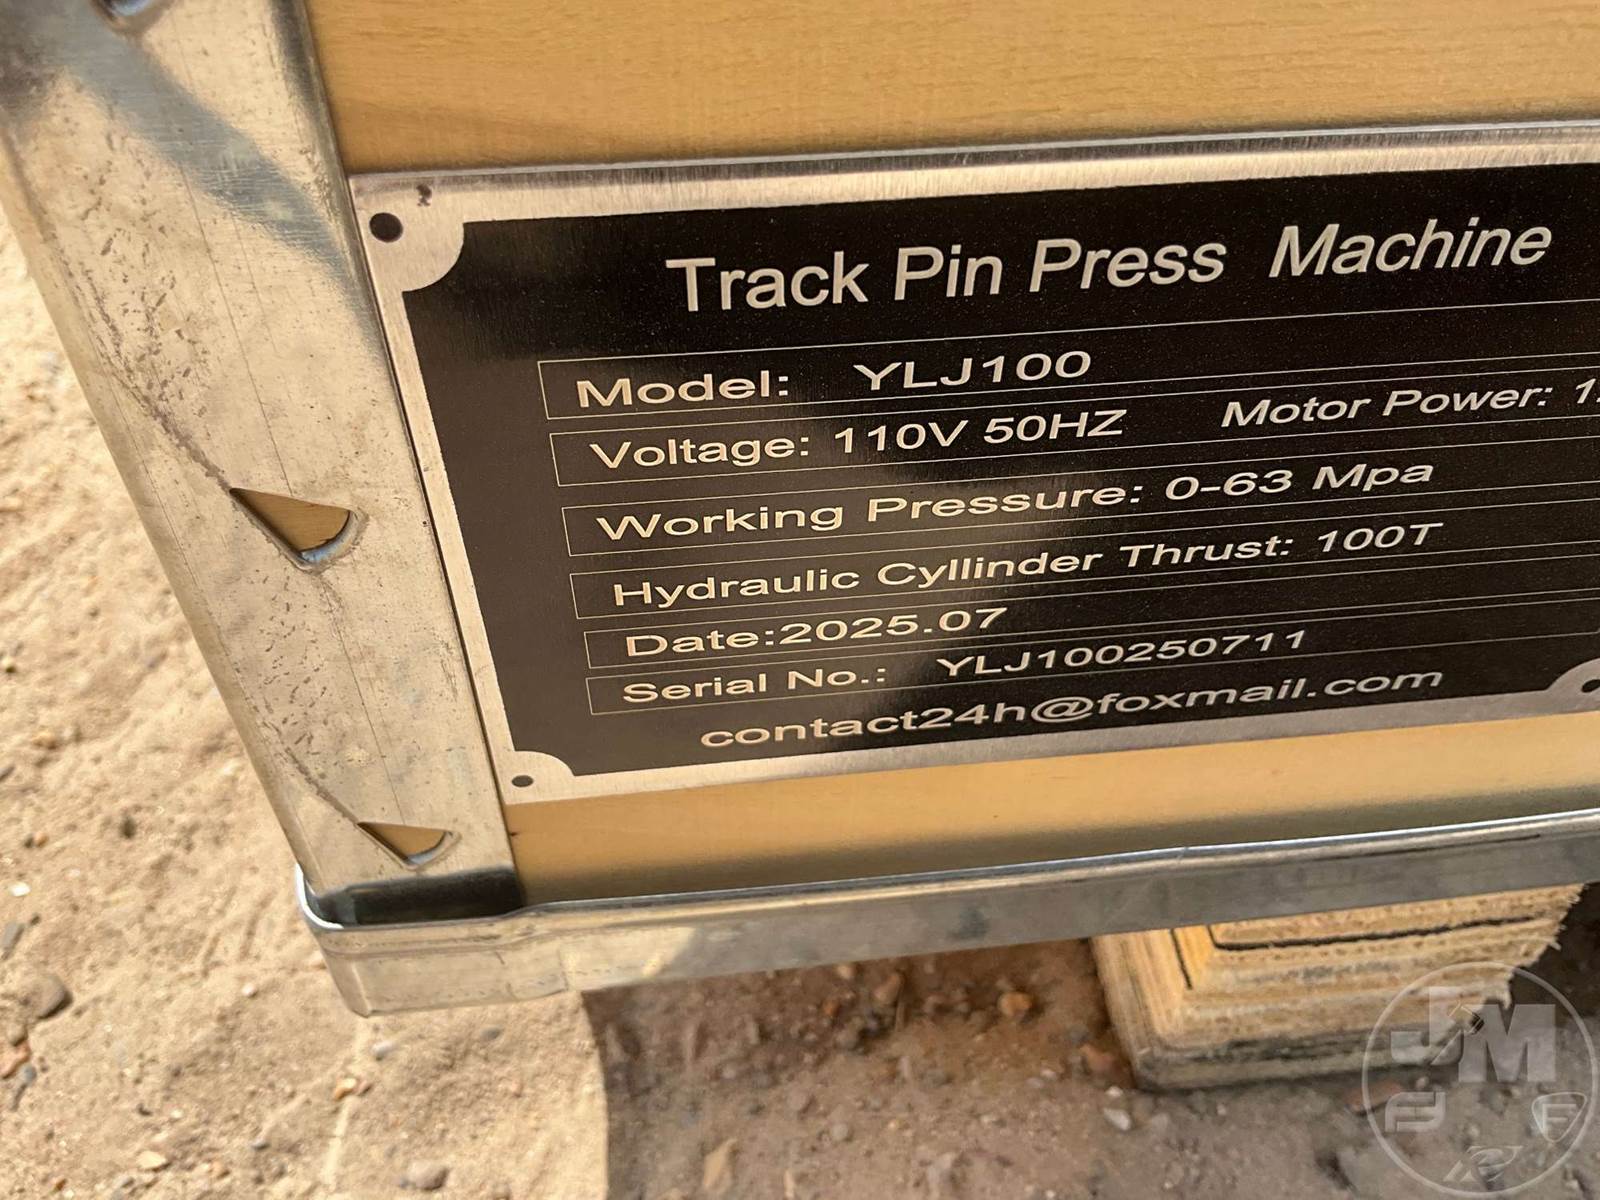 Track Pin Press Machine
Model: YLJ100
Voltage: 110V 50HZ Motor Power:
Working Pressure: 0-63 Mpa
Hydraulic Cyllinder Thrust: 100T
Date:2025.07
Serial No.: YLJ100250711
contact24h@foxmail.com
JM